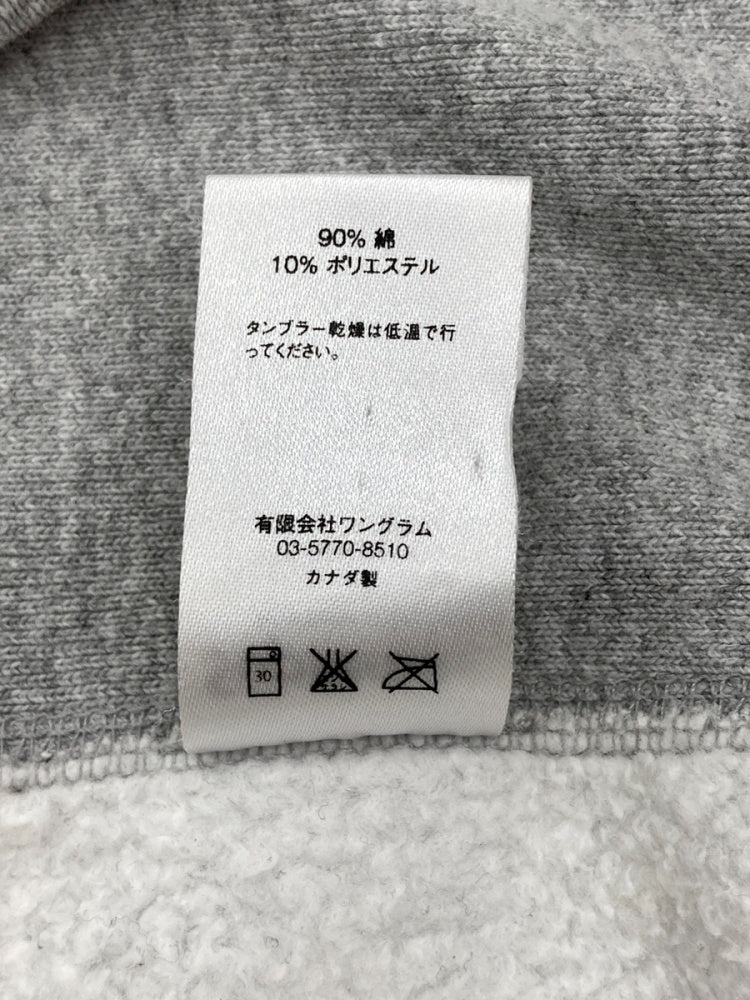 90% 綿
10% ポリエステル
タンブラー乾燥は低温で行
ってください。
有限会社ワングラム
03-5770-8510
カナダ製
30